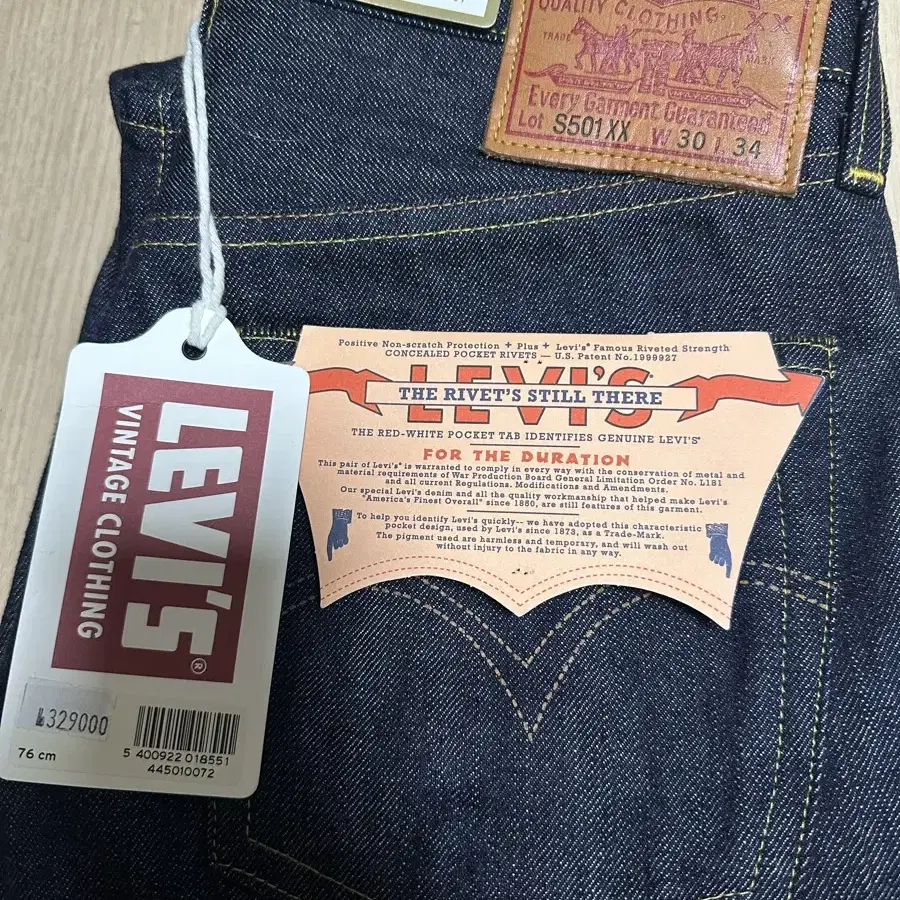 QUALITY CLOTHING.
XX
TRADE
MARK
Every Garment Guaranteed
Lot S501XX W 30 L 34
Positive Non-scratch Protection + Plus + Levi's® Famous Riveted Strength
CONCEALED POCKET RIVETS — U.S. Patent No.1999927
LEVI'S®
THE RIVET'S STILL THERE
THE RED-WHITE POCKET TAB IDENTIFIES GENUINE LEVI'S®
FOR THE DURATION
This pair of Levi's® is warranted to comply in every way with the conservation of metal and
material requirements of War Production Board General Limitation Order No. L181
and all current Regulations. Modifications and Amendments.
Our special Levi's denim and all the quality workmanship that helped make Levi's
"America's Finest Overall" since 1860, are still features of this garment.
To help you identify Levi's quickly-- we have adopted this characteristic
pocket design, used by Levi's since 1873, as a Trade-Mark.
The pigment used are harmless and temporary, and will wash out
without injury to the fabric in any way.
LEVI'S®
VINTAGE CLOTHING
329000
76 cm
5 400922 018551
445010072